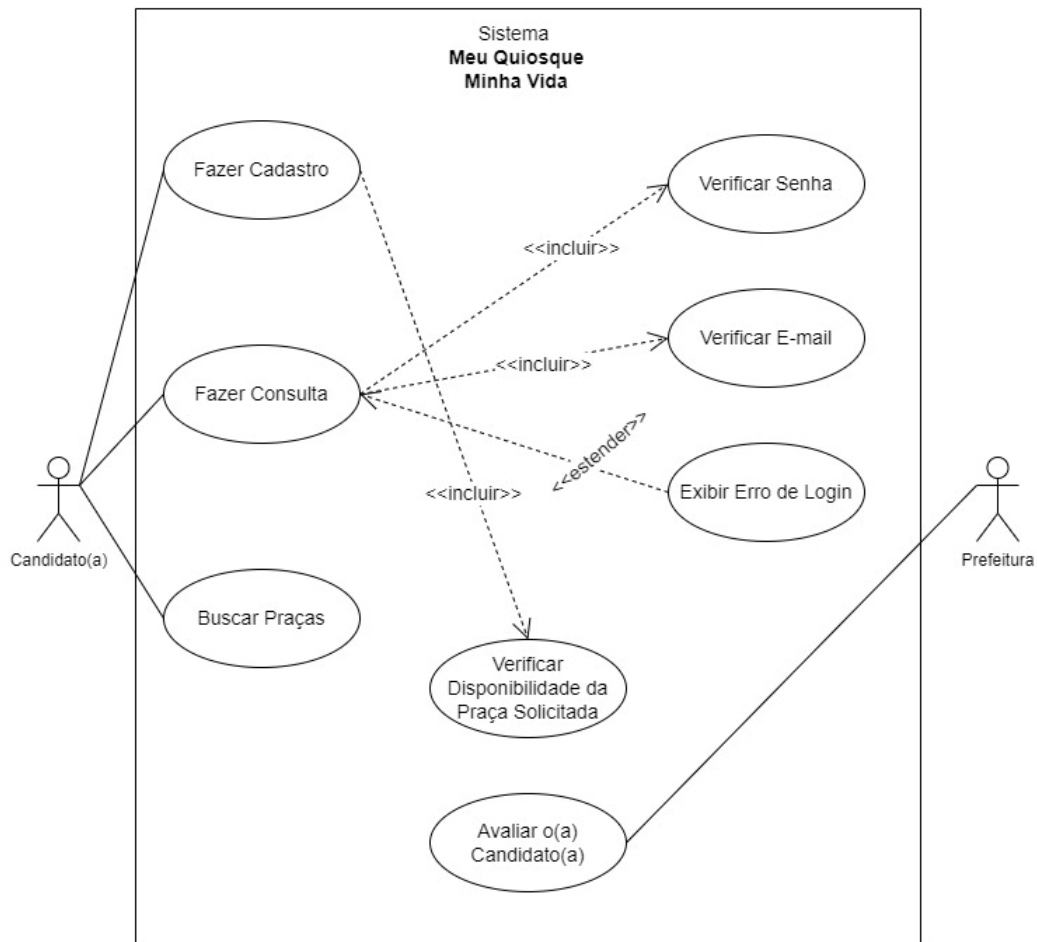 Sistema
Meu Quiosque
Minha Vida
Fazer Cadastro
Verificar Senha
<<incluir>>
Verificar E-mail
<<incluir>>
Fazer Consulta
<<estender>>
<<incluir>>
Exibir Erro de Login
Candidato(a)
Prefeitura
Buscar Praças
Verificar
Disponibilidade da
Praça Solicitada
Avaliar o(a)
Candidato(a)